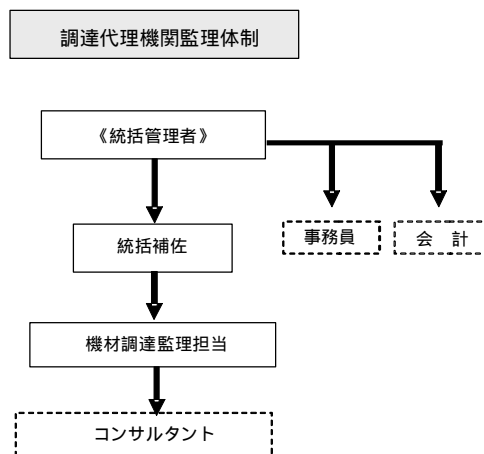 調達代理機関監理体制
《統括管理者》
事務員
会 計
統括補佐
機材調達監理担当
コンサルタント